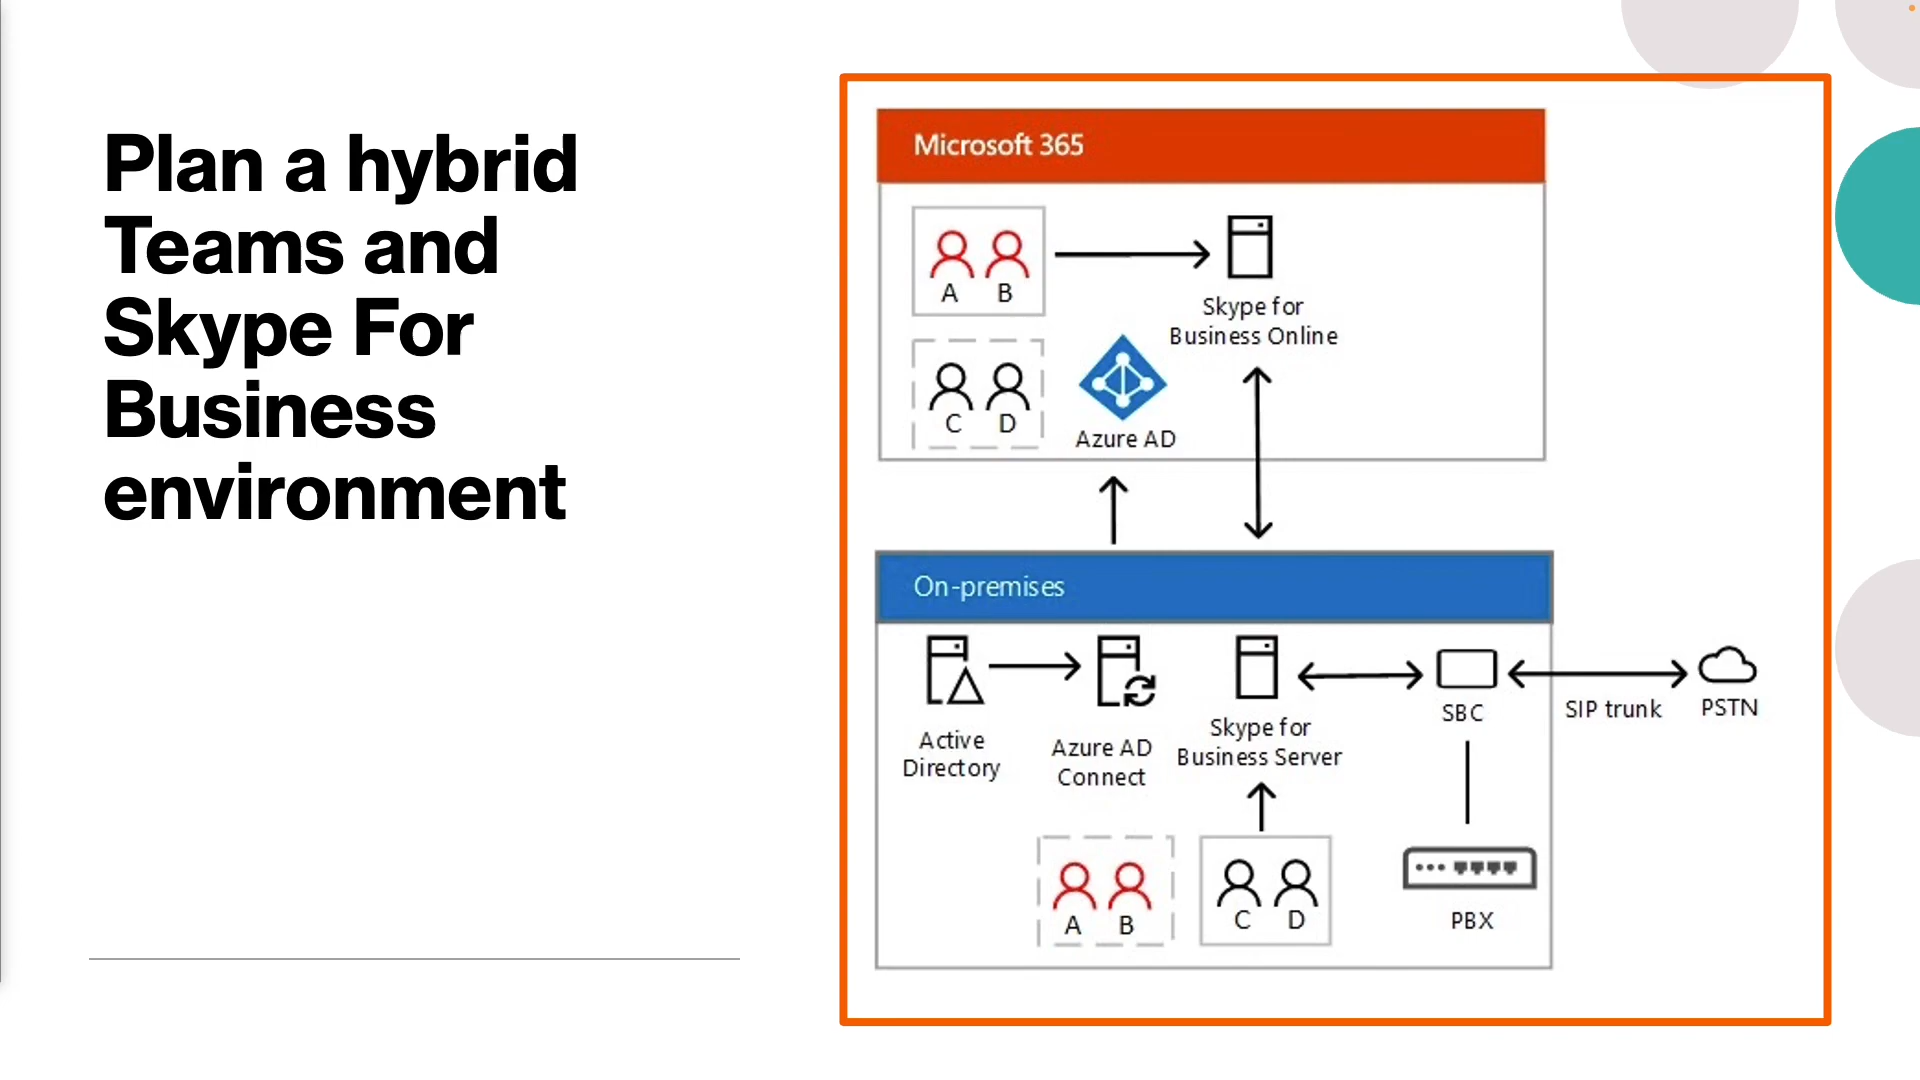 Plan a hybrid
Teams and
Skype For
Business
environment
Microsoft 365
A B
Skype for
Business Online
C D
Azure AD
On-premises
Active
Directory
Azure AD
Connect
Skype for
Business Server
SBC
SIP trunk
PSTN
A B
C D
PBX